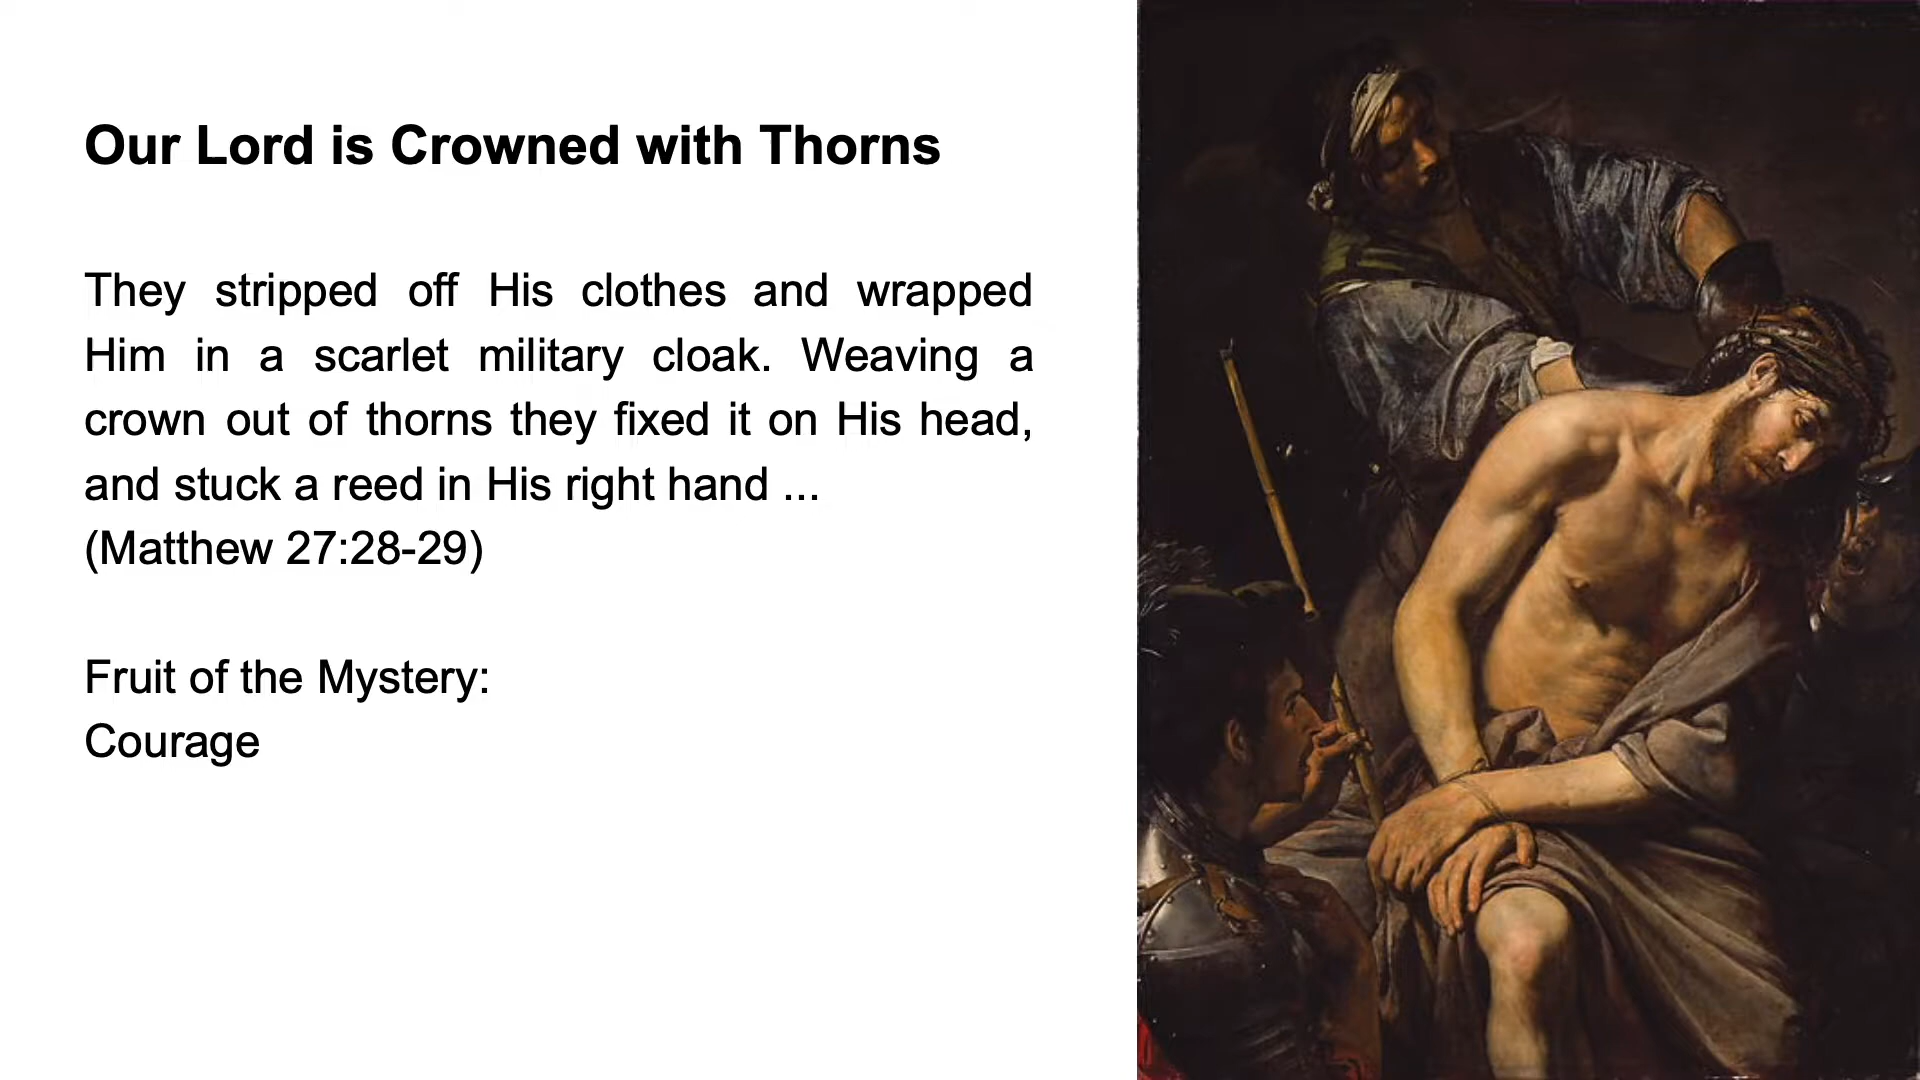 Our Lord is Crowned with Thorns
They stripped off His clothes and wrapped
Him in a scarlet military cloak. Weaving a
crown out of thorns they fixed it on His head,
and stuck a reed in His right hand ...
(Matthew 27:28-29)
Fruit of the Mystery:
Courage